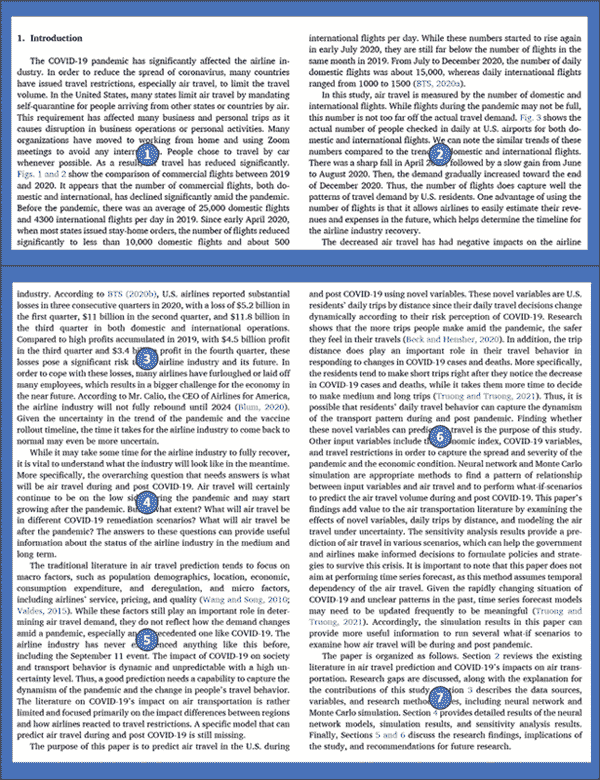 1. Introduction
The COVID-19 pandemic has significantly affected the airline in-
dustry. In order to reduce the spread of coronavirus, many countries
have issued travel restrictions, especially air travel, to limit the travel
volume. In the United States, many states limit air travel by mandating
self-quarantine for people arriving from other states or countries by air.
This requirement has affected many business and personal trips as it
causes disruption in business operations or personal activities. Many
organizations have moved to working from home and using Zoom
meetings to avoid any People choose to travel by car
whenever possible. As a travel has reduced significantly.
Figs. 1 and 2 show the comparison of commercial flights between 2019
and 2020. It appears that the number of commercial flights, both do-
mestic and international, has declined significantly amid the pandemic.
Before the pandemic, there was an average of 25,000 domestic flights
and 4300 international flights per day in 2019. Since early April 2020,
when most states issued stay-home orders, the number of flights reduced
significantly to less than 10,000 domestic flights and about 500
1
international flights per day. While these numbers started to rise again
in early July 2020, they are still far below the number of flights in the
same month in 2019. From July to December 2020, the number of daily
domestic flights was about 15,000, whereas daily international flights
ranged from 1000 to 1500 (BTS, 2020a).
In this study, air travel is measured by the number of domestic and
international flights. While flights during the pandemic may not be full,
this number is not too far off the actual travel demand. Fig. 3 shows the
actual number of people checked in daily at U.S. airports for both do-
mestic and international flights. We can note the similar trends of these
numbers compared to the domestic and international flights.
There was a sharp fall in April followed by a slow gain from June
to August 2020. Then, the demand gradually increased toward the end
of December 2020. Thus, the number of flights does capture well the
patterns of travel demand by U.S. residents. One advantage of using the
number of flights is that it allows airlines to easily estimate their reve-
nues and expenses in the future, which helps determine the timeline for
the airline industry recovery.
The decreased air travel has had negative impacts on the airline
2
industry. According to BTS (2020b), U.S. airlines reported substantial
losses in three consecutive quarters in 2020, with a loss of $5.2 billion in
the first quarter, $11 billion in the second quarter, and $11.8 billion in
the third quarter in both domestic and international operations.
Compared to high profits accumulated in 2019, with $4.5 profit
in the third quarter and $3.4 profit in the fourth quarter, these
losses pose a significant risk airline industry and its future. In
order to cope with these losses, many airlines have furloughed or laid off
many employees, which results in a bigger challenge for the economy in
the near future. According to Mr. Calio, the CEO of Airlines for America,
the airline industry will not fully rebound until 2024 (Blum, 2020).
Given the uncertainty in the trend of the pandemic and the vaccine
rollout timeline, the time it takes for the airline industry to come back to
normal may be even more uncertain.
3
While it may take some time for the airline industry to fully recover,
it is vital to understand what the industry will look like in the meantime.
More specifically, the overarching question that needs answers is what
will be air travel during and post COVID-19. Air travel will certainly
continue to be on the low the pandemic and may start
growing after the pandemic. what extent? What will air travel be
in different COVID-19 remediation scenarios? What will air travel be
after the pandemic? The answers to these questions can provide useful
information about the status of the airline industry in the medium and
long term.
4
The traditional literature in air travel prediction tends to focus on
macro factors, such as population demographics, location, economic,
consumption expenditure, and deregulation, and micro factors,
including airlines' service, pricing, and quality (Wang and Song, 2010;
Valdes, 2015). While these factors still play an important role in deter-
mining air travel demand, they do not reflect how the demand changes
amid a pandemic, especially one like COVID-19. The
airline industry has never anything like this before,
including the September 11 event. The impact of COVID-19 on society
and transport behavior is dynamic and unpredictable with a high un-
certainty level. Thus, a good prediction needs a capability to capture the
dynamism of the pandemic and the change in people's travel behavior.
The literature on COVID-19's impact on air transportation is rather
limited and focused primarily on the impact differences between regions
and how airlines reacted to travel restrictions. A specific model that can
predict air travel during and post COVID-19 is still missing.
The purpose of this paper is to predict air travel in the U.S. during
5
and post COVID-19 using novel variables. These novel variables are U.S.
residents' daily trips by distance since their daily travel decisions change
dynamically according to their risk perception of COVID-19. Research
shows that the more trips people make amid the pandemic, the safer
they feel in their travels (Beck and Hensher, 2020). In addition, the trip
distance does play an important role in their travel behavior in
responding to changes in COVID-19 cases and deaths. More specifically,
the residents tend to make short trips right after they notice the decrease
in COVID-19 cases and deaths, while it takes them more time to decide
to make medium and long trips (Truong and Truong, 2021). Thus, it is
possible that residents' daily travel behavior can capture the dynamism
of the transport pattern during and post pandemic. Finding whether
these novel variables can travel is the purpose of this study.
Other input variables include index, COVID-19 variables,
and travel restrictions in order to capture the spread and severity of the
pandemic and the economic condition. Neural network and Monte Carlo
simulation are appropriate methods to find a pattern of relationship
between input variables and air travel and to perform what-if scenarios
to predict the air travel volume during and post COVID-19. This paper's
findings add value to the air transportation literature by examining the
effects of novel variables, daily trips by distance, and modeling the air
travel under uncertainty. The sensitivity analysis results provide a pre-
diction of air travel in various scenarios, which can help the government
and airlines make informed decisions to formulate policies and strate-
gies to survive this crisis. It is important to note that this paper does not
aim at performing time series forecast, as this method assumes temporal
dependency of the air travel. Given the rapidly changing situation of
COVID-19 and unclear patterns in the past, time series forecast models
may need to be updated frequently to be meaningful (Truong and
Truong, 2021). Accordingly, the simulation results in this paper can
provide more useful information to run several what-if scenarios to
examine how air travel will be during and post pandemic.
6
The paper is organized as follows. Section 2 reviews the existing
literature in air travel prediction and COVID-19's impacts on air trans-
portation. Research gaps are discussed, along with the explanation for
the contributions of this study. 3 describes the data sources,
variables, and research including neural network and
Monte Carlo simulation. Section 4 provides detailed results of the neural
network models, simulation results, and sensitivity analysis results.
Finally, Sections 5 and 6 discuss the research findings, implications of
the study, and recommendations for future research.
7